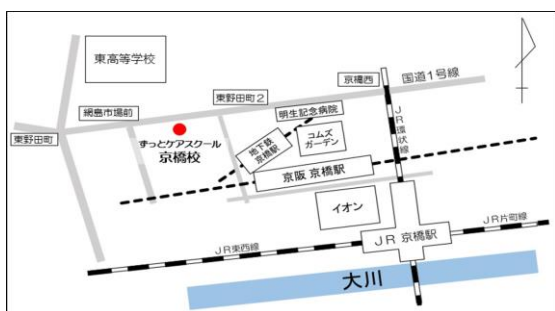 東高等学校
京橋西
国道1号線
東野田町2
網島市場前
明生記念病院
東野田町
ずっとケアスクール
京橋校
地下鉄
京橋駅
コムズ
ガーデン
JR環状線
京阪 京橋駅
イオン
JR片町線
JR東西線
JR 京橋駅
大川